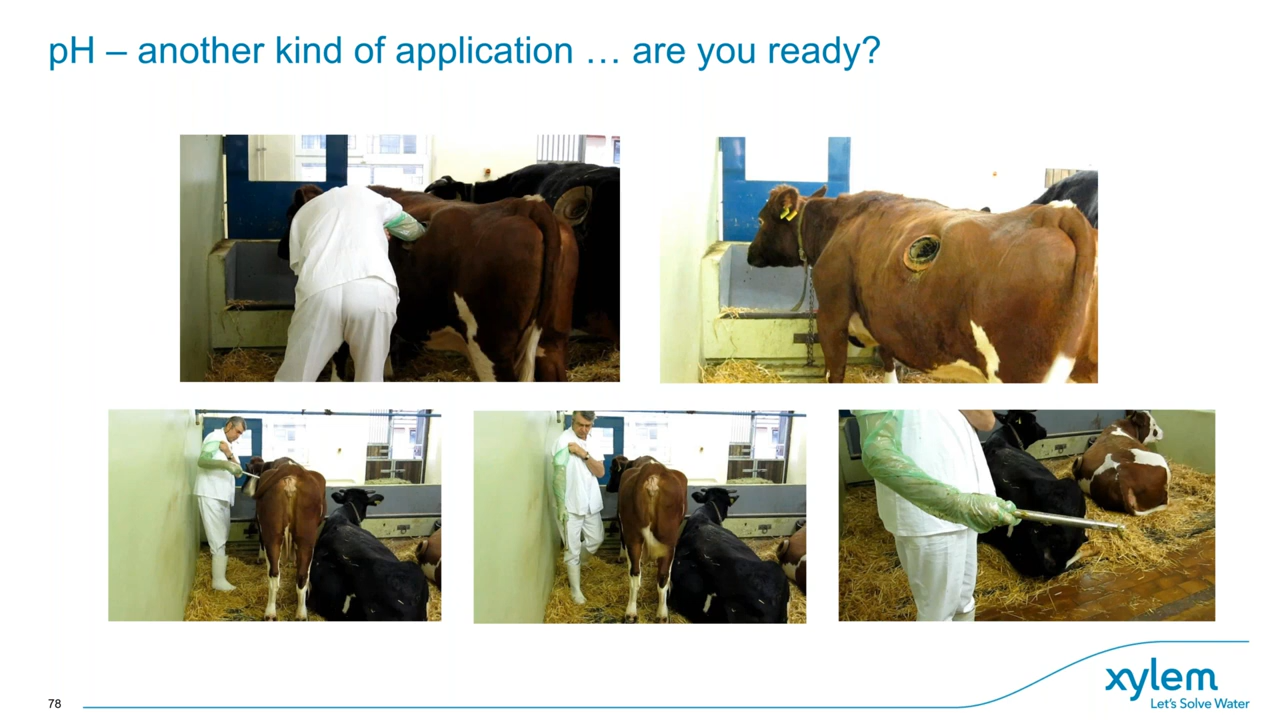 pH – another kind of application … are you ready?
xylem
Let's Solve Water
78